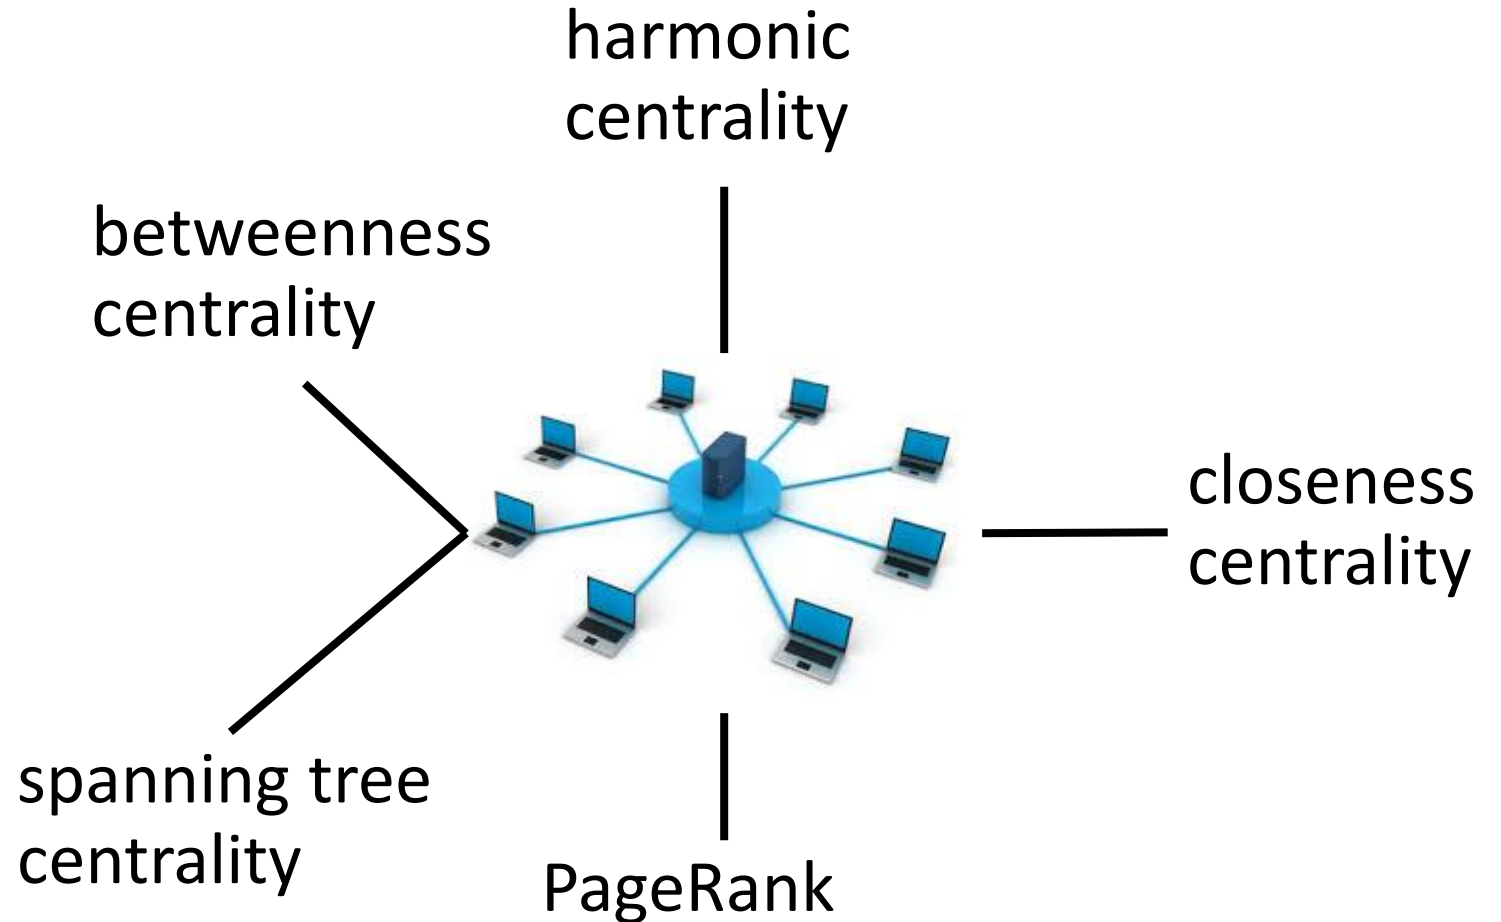 harmonic
centrality
betweenness
centrality
closeness
centrality
spanning tree
centrality
PageRank